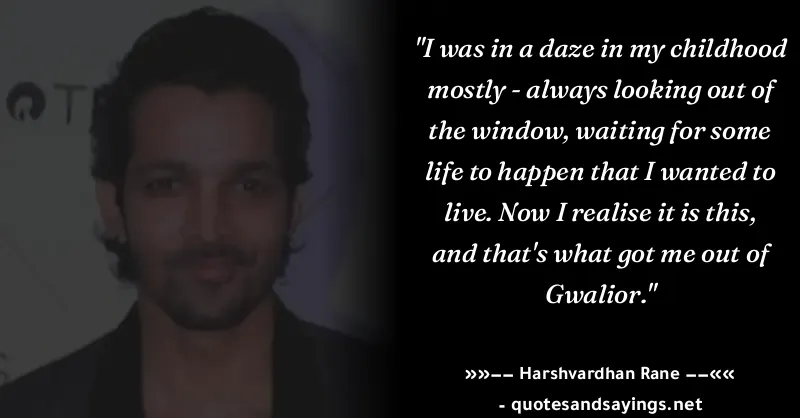 "I was in a daze in my childhood
mostly - always looking out of
the window, waiting for some
life to happen that I wanted to
live. Now I realise it is this,
and that's what got me out of
Gwalior."
»»–– Harshvardhan Rane ––««
- quotesandsayings.net